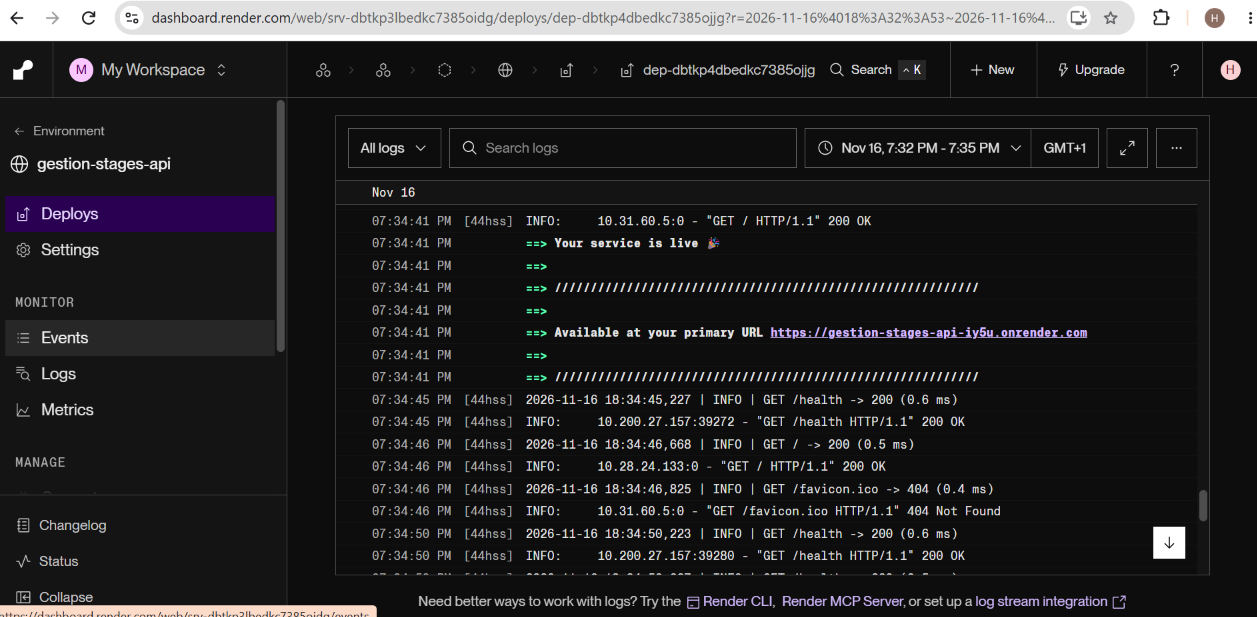 dashboard.render.com/web/srv-dbtkp3lbedkc7385oidg/deploys/dep-dbtkp4dbedkc7385ojjg?r=2026-11-16%4018%3A32%3A53~2026-11-16%4...
H
M My Workspace
dep-dbtkp4dbedkc7385ojjg
Search
K
+ New
Upgrade
?
H
← Environment
gestion-stages-api
Deploys
Settings
MONITOR
Events
Logs
Metrics
MANAGE
Changelog
Status
Collapse
https://dashboard.render.com/web/srv-dbtkp3lbedkc7385oidg/events
All logs
Search logs
Nov 16, 7:32 PM - 7:35 PM
GMT+1
...
Nov 16
07:34:41 PM [44hss] INFO: 10.31.60.5:0 - "GET / HTTP/1.1" 200 OK
07:34:41 PM ==> Your service is live 🎉
07:34:41 PM ==>
07:34:41 PM ==> ///////////////////////////////////////////////////////////
07:34:41 PM ==>
07:34:41 PM ==> Available at your primary URL https://gestion-stages-api-iy5u.onrender.com
07:34:41 PM ==>
07:34:41 PM ==> ///////////////////////////////////////////////////////////
07:34:45 PM [44hss] 2026-11-16 18:34:45,227 | INFO | GET /health -> 200 (0.6 ms)
07:34:45 PM [44hss] INFO: 10.200.27.157:39272 - "GET /health HTTP/1.1" 200 OK
07:34:46 PM [44hss] 2026-11-16 18:34:46,668 | INFO | GET / -> 200 (0.5 ms)
07:34:46 PM [44hss] INFO: 10.28.24.133:0 - "GET / HTTP/1.1" 200 OK
07:34:46 PM [44hss] 2026-11-16 18:34:46,825 | INFO | GET /favicon.ico -> 404 (0.4 ms)
07:34:46 PM [44hss] INFO: 10.31.60.5:0 - "GET /favicon.ico HTTP/1.1" 404 Not Found
07:34:50 PM [44hss] 2026-11-16 18:34:50,223 | INFO | GET /health -> 200 (0.6 ms)
07:34:50 PM [44hss] INFO: 10.200.27.157:39280 - "GET /health HTTP/1.1" 200 OK
Need better ways to work with logs? Try the Render CLI, Render MCP Server, or set up a log stream integration